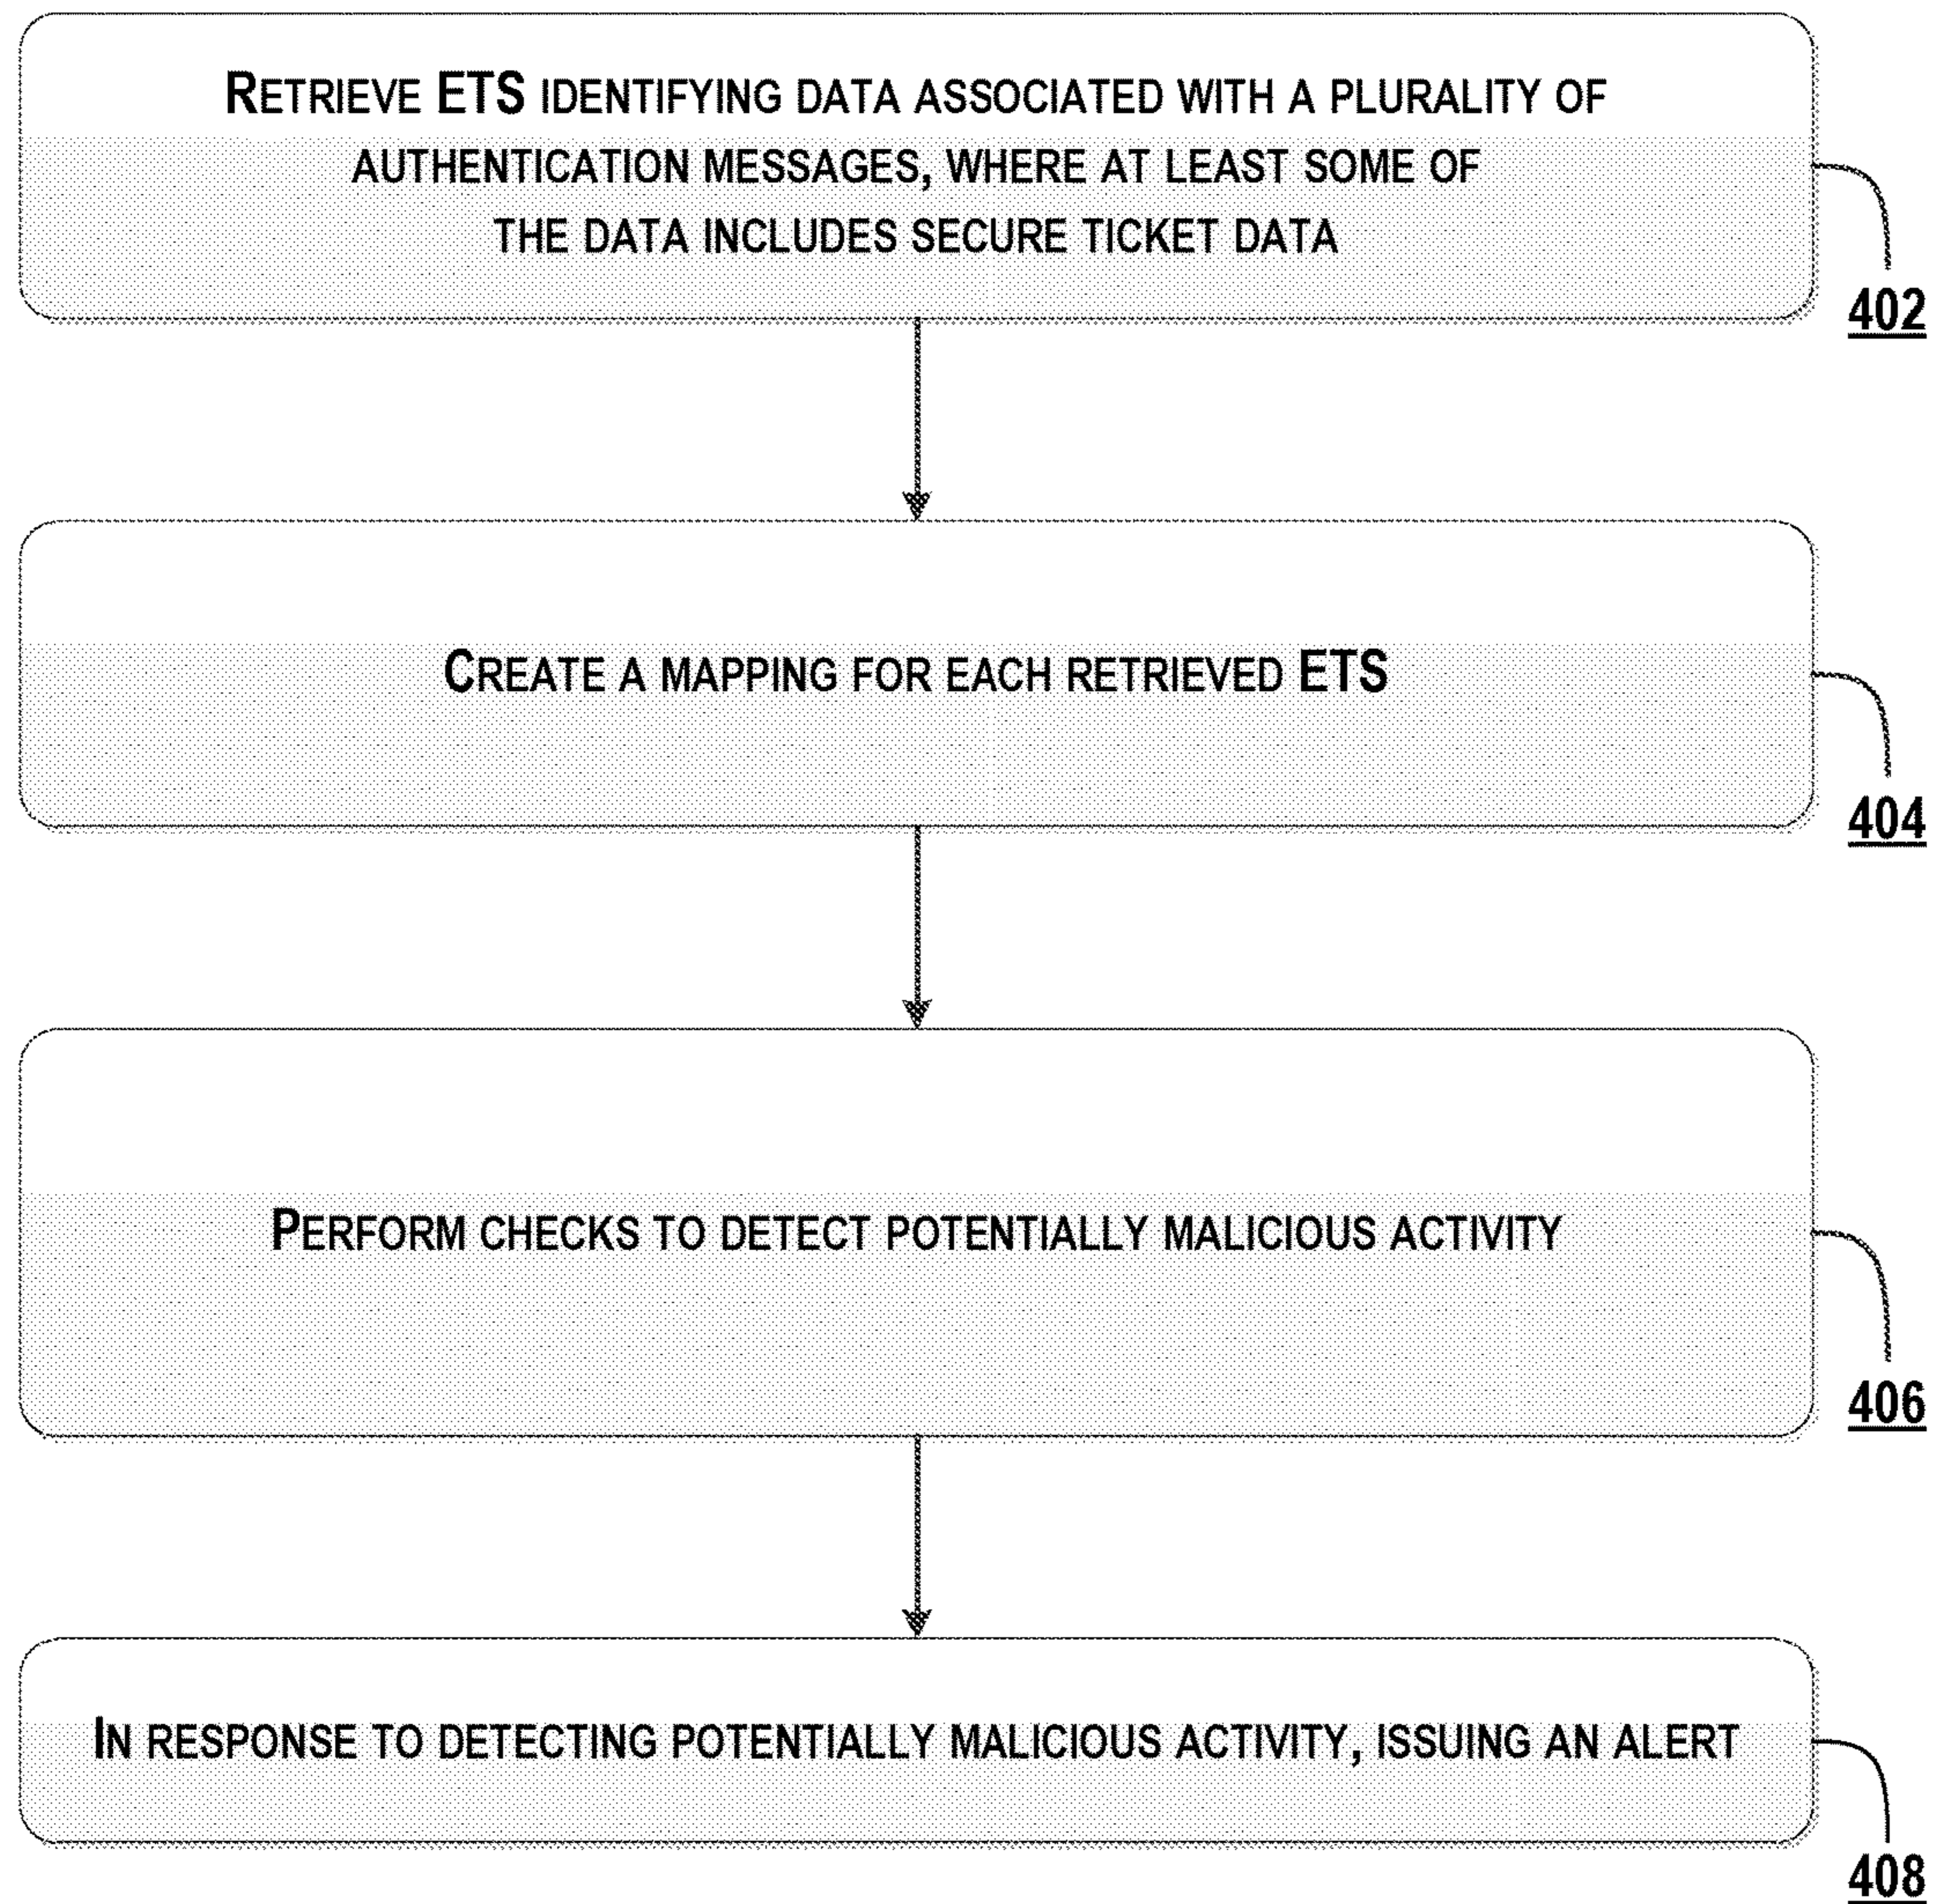 RETRIEVE ETS IDENTIFYING DATA ASSOCIATED WITH A PLURALITY OF
AUTHENTICATION MESSAGES, WHERE AT LEAST SOME OF
THE DATA INCLUDES SECURE TICKET DATA
402
CREATE A MAPPING FOR EACH RETRIEVED ETS
404
PERFORM CHECKS TO DETECT POTENTIALLY MALICIOUS ACTIVITY
406
IN RESPONSE TO DETECTING POTENTIALLY MALICIOUS ACTIVITY, ISSUING AN ALERT
408